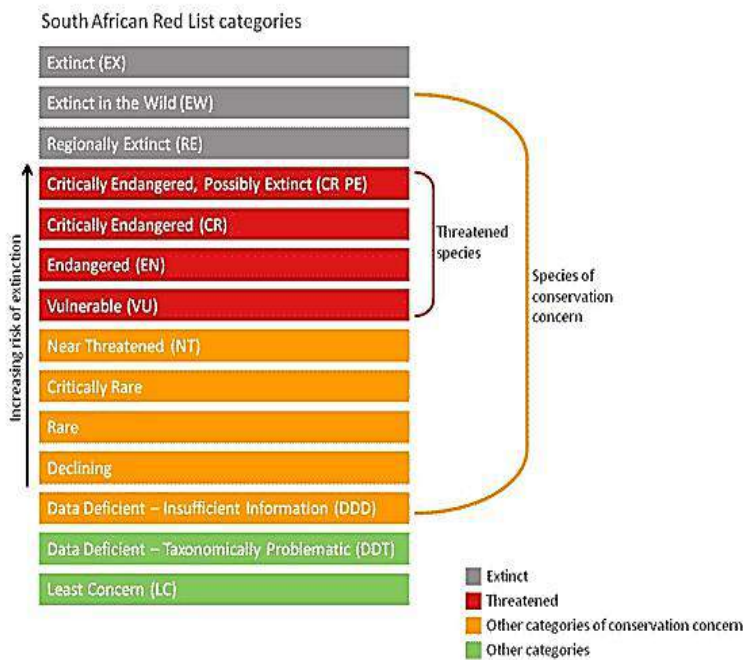 South African Red List categories
Extinct (EX)
Extinct in the Wild (EW)
Regionally Extinct (RE)
Critically Endangered, Possibly Extinct (CR PE)
Critically Endangered (CR)
Endangered (EN)
Vulnerable (VU)
Near Threatened (NT)
Critically Rare
Rare
Declining
Data Deficient – Insufficient Information (DDD)
Data Deficient – Taxonomically Problematic (DDT)
Least Concern (LC)
Increasing risk of extinction
Threatened
species
Species of
conservation
concern
Extinct
Threatened
Other categories of conservation concern
Other categories